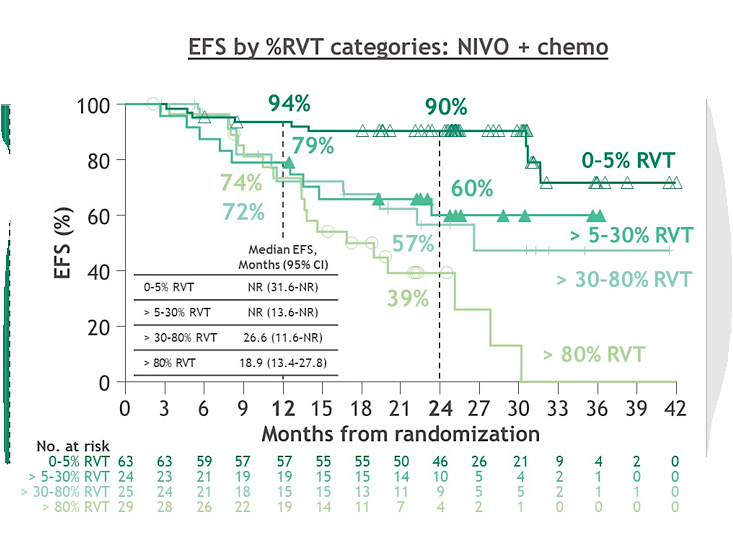 EFS by %RVT categories: NIVO + chemo
100
80
60
40
20
0
EFS (%)
94%
90%
79%
74%
72%
60%
57%
39%
0-5% RVT
> 5-30% RVT
> 30-80% RVT
> 80% RVT
Median EFS,
Months (95% CI)
0-5% RVT NR (31.6-NR)
> 5-30% RVT NR (13.6-NR)
> 30-80% RVT 26.6 (11.6-NR)
> 80% RVT 18.9 (13.4-27.8)
0 3 6 9 12 15 18 21 24 27 30 33 36 39 42
Months from randomization
No. at risk
0-5% RVT 63 63 59 57 57 55 55 50 46 26 21 9 4 2 0
> 5-30% RVT 24 23 21 19 19 15 15 14 10 5 4 2 1 0 0
> 30-80% RVT 25 24 21 18 15 15 13 11 9 5 5 2 1 1 0
> 80% RVT 29 28 26 22 19 14 11 7 4 2 1 0 0 0 0